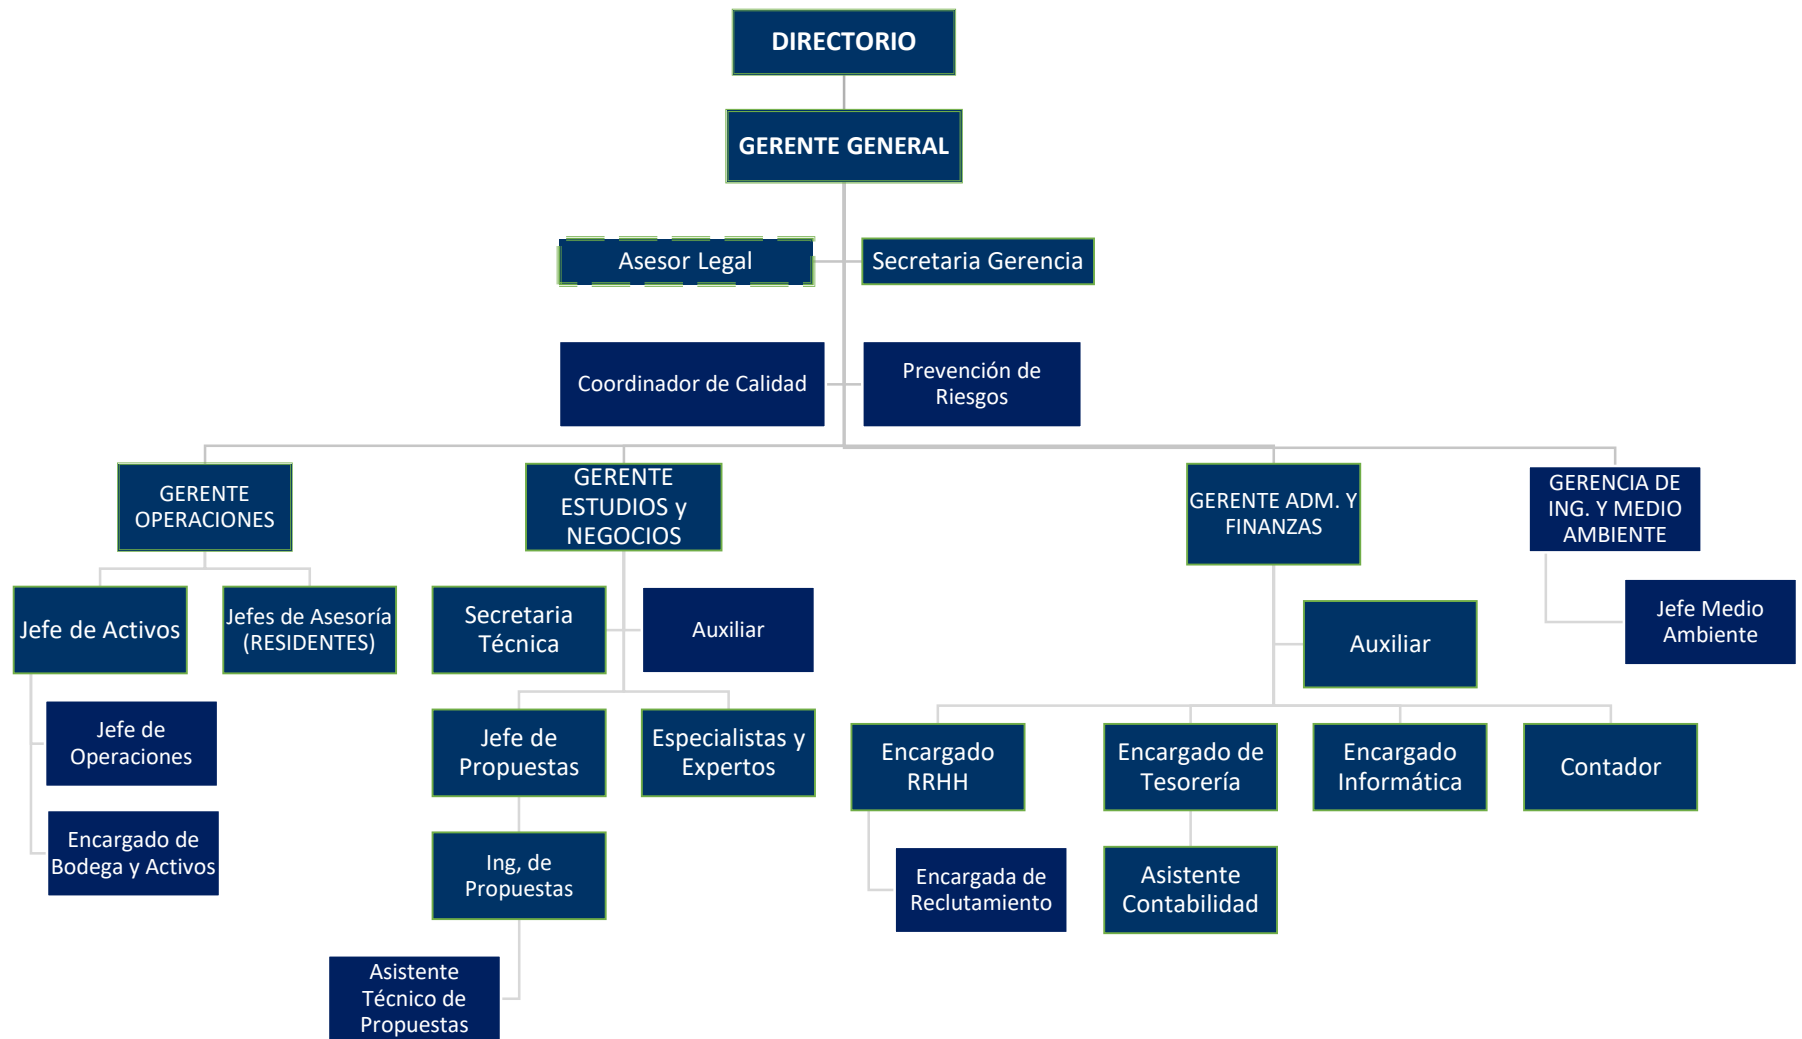 DIRECTORIO
GERENTE GENERAL
Asesor Legal
Secretaria Gerencia
Coordinador de Calidad
Prevención de
Riesgos
GERENTE
OPERACIONES
GERENTE
ESTUDIOS y
NEGOCIOS
GERENTE ADM. Y
FINANZAS
GERENCIA DE
ING. Y MEDIO
AMBIENTE
Jefe de Activos
Jefes de Asesoría
(RESIDENTES)
Secretaria
Técnica
Auxiliar
Auxiliar
Jefe Medio
Ambiente
Jefe de
Operaciones
Jefe de
Propuestas
Especialistas y
Expertos
Encargado
RRHH
Encargado de
Tesorería
Encargado
Informática
Contador
Encargado de
Bodega y Activos
Ing, de
Propuestas
Encargada de
Reclutamiento
Asistente
Contabilidad
Asistente
Técnico de
Propuestas